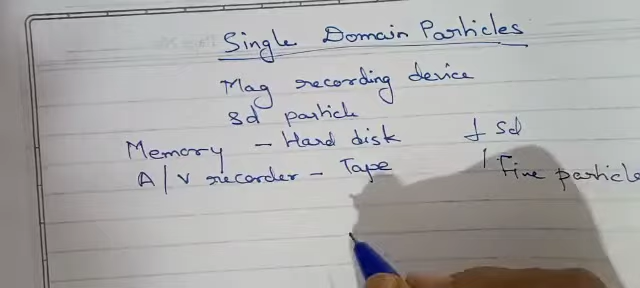 Single Domain Particles
Mag recording device
sd particle
Memory - Hard disk
A/V recorder - Tape
f sd
Fine particle